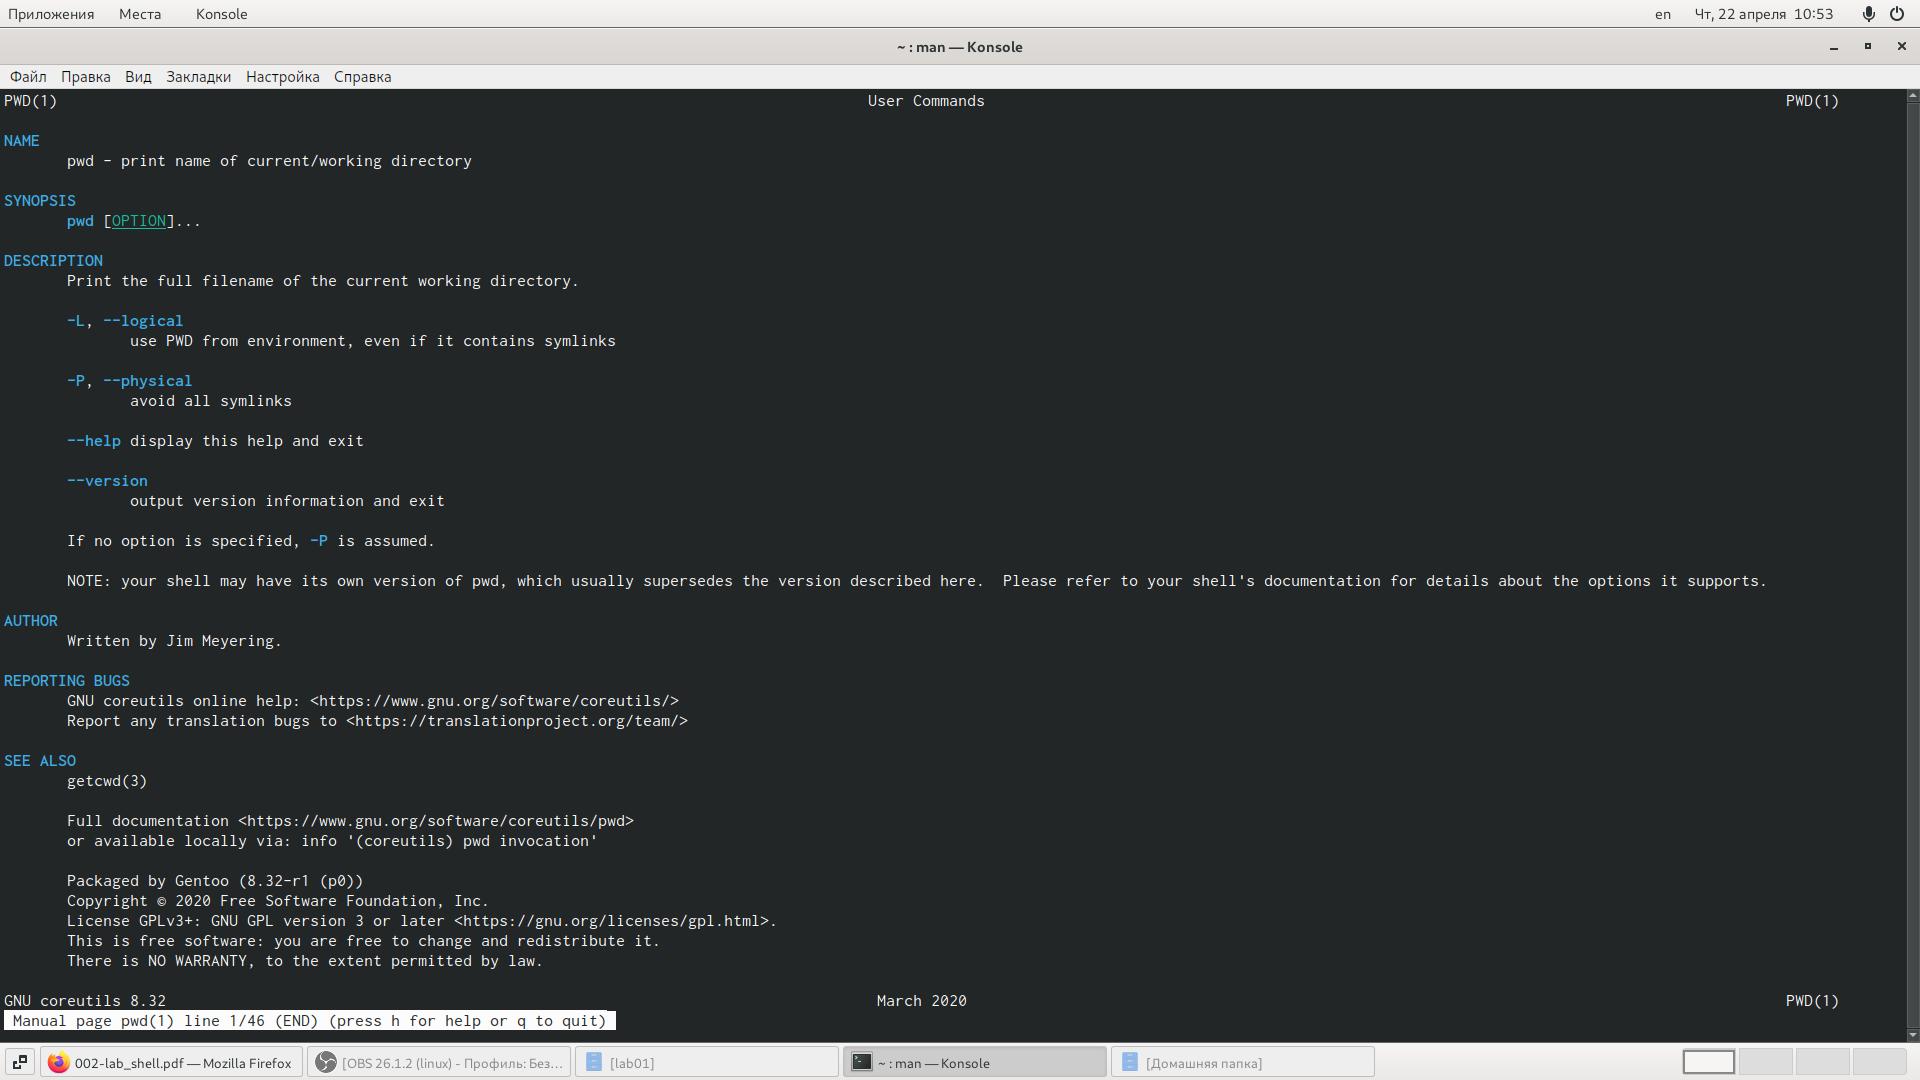 Приложения Места Konsole en Чт, 22 апреля 10:53
~ : man — Konsole
Файл Правка Вид Закладки Настройка Справка
PWD(1) User Commands PWD(1)
NAME
pwd - print name of current/working directory
SYNOPSIS
pwd [OPTION]...
DESCRIPTION
Print the full filename of the current working directory.
-L, --logical
use PWD from environment, even if it contains symlinks
-P, --physical
avoid all symlinks
--help display this help and exit
--version
output version information and exit
If no option is specified, -P is assumed.
NOTE: your shell may have its own version of pwd, which usually supersedes the version described here.  Please refer to your shell's documentation for details about the options it supports.
AUTHOR
Written by Jim Meyering.
REPORTING BUGS
GNU coreutils online help: <https://www.gnu.org/software/coreutils/>
Report any translation bugs to <https://translationproject.org/team/>
SEE ALSO
getcwd(3)
Full documentation <https://www.gnu.org/software/coreutils/pwd>
or available locally via: info '(coreutils) pwd invocation'
Packaged by Gentoo (8.32-r1 (p0))
Copyright © 2020 Free Software Foundation, Inc.
License GPLv3+: GNU GPL version 3 or later <https://gnu.org/licenses/gpl.html>.
This is free software: you are free to change and redistribute it.
There is NO WARRANTY, to the extent permitted by law.
GNU coreutils 8.32 March 2020 PWD(1)
Manual page pwd(1) line 1/46 (END) (press h for help or q to quit)
002-lab_shell.pdf — Mozilla Firefox [OBS 26.1.2 (linux) - Профиль: Без... [lab01] ~ : man — Konsole [Домашняя папка]